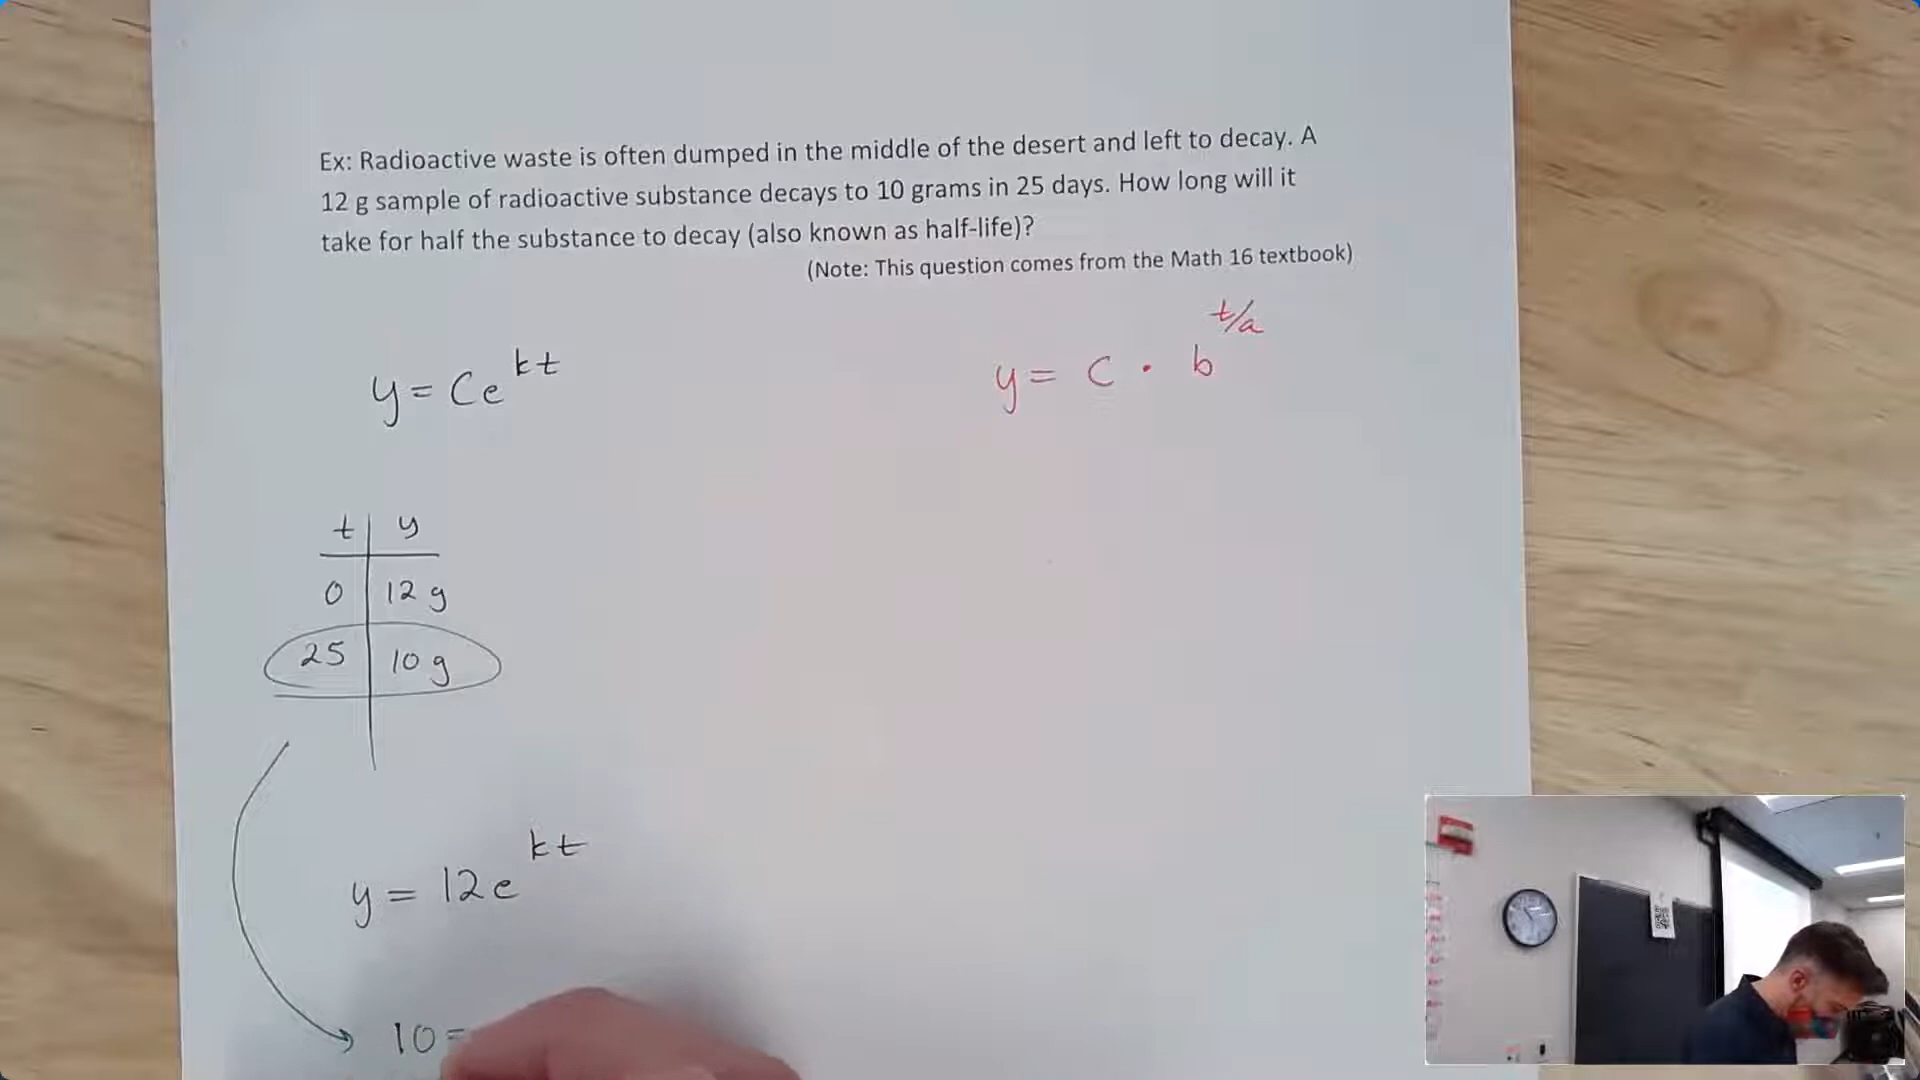 Ex: Radioactive waste is often dumped in the middle of the desert and left to decay. A
12 g sample of radioactive substance decays to 10 grams in 25 days. How long will it
take for half the substance to decay (also known as half-life)?
(Note: This question comes from the Math 16 textbook)
y = Ce^kt
y = C · b^t/a
t y
0 12 g
25 10 g
y = 12e^kt
10 =